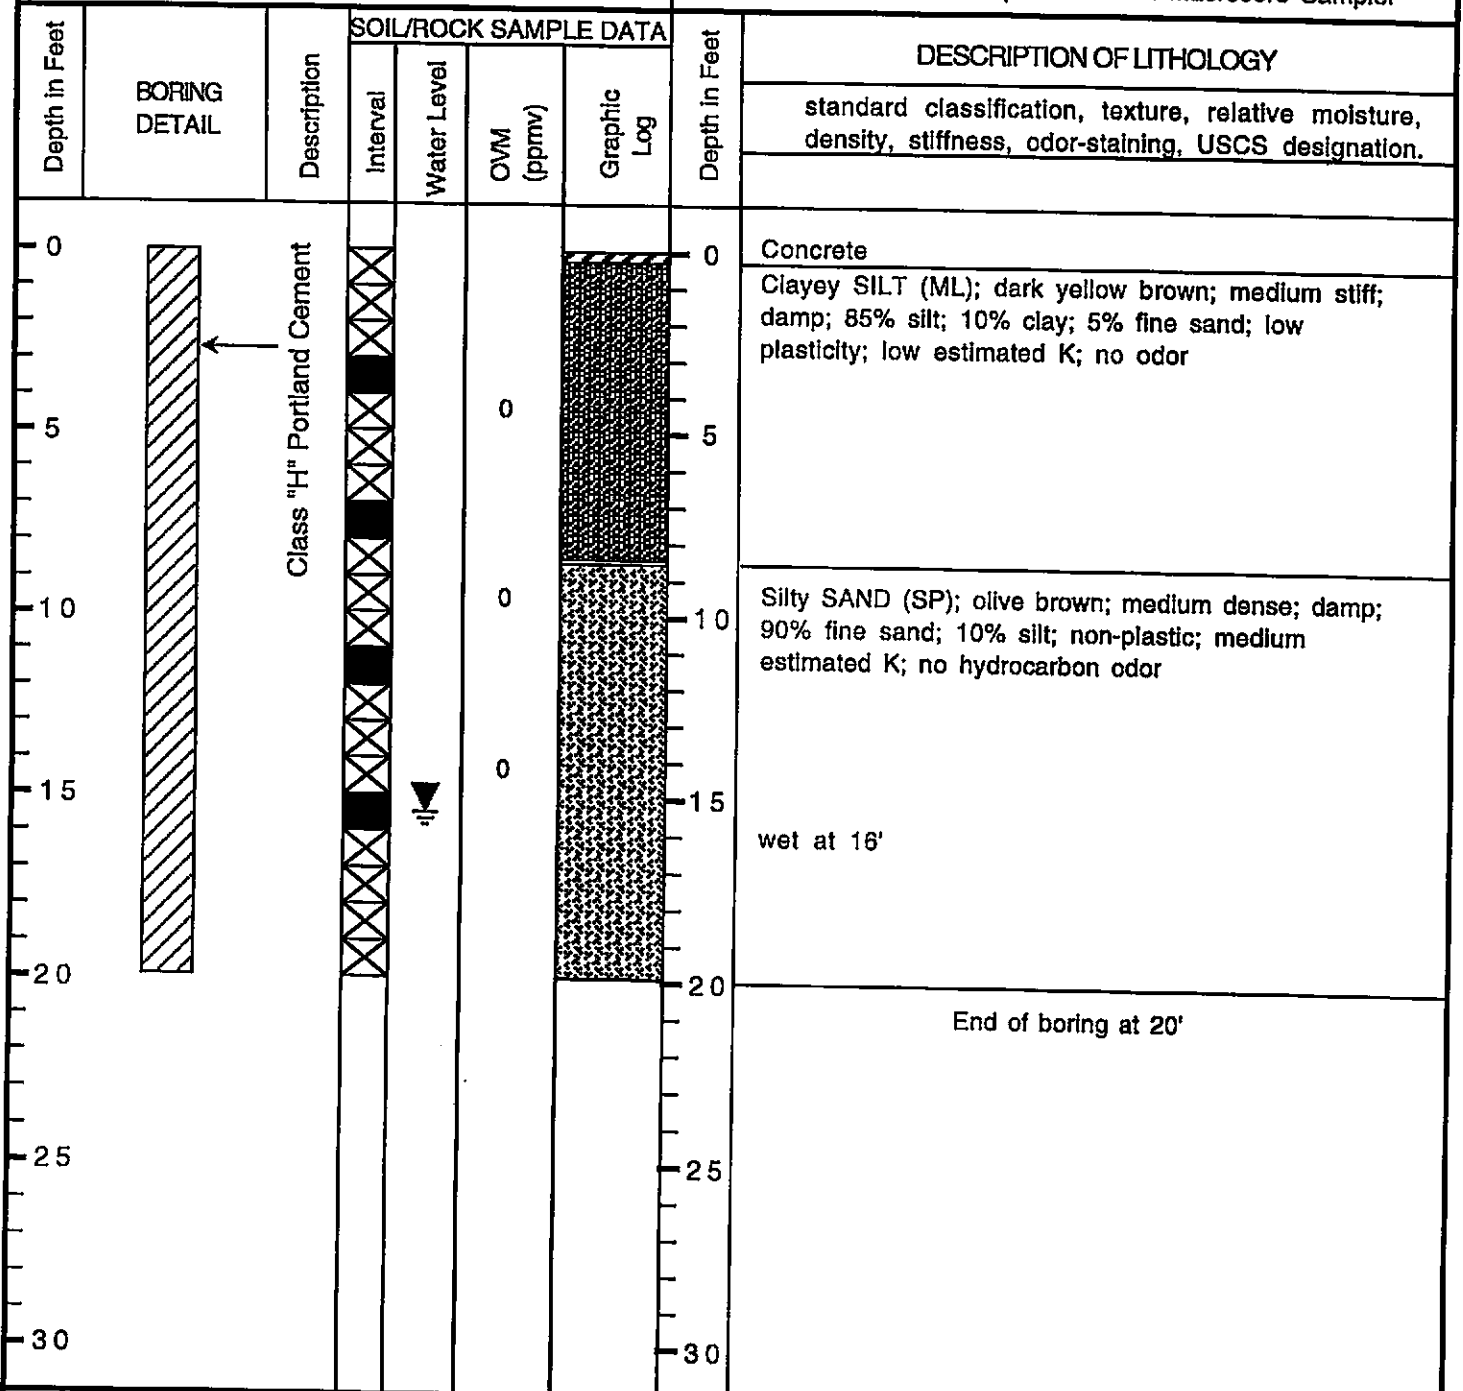 SOIL/ROCK SAMPLE DATA
Depth in Feet
BORING
DETAIL
Description
Interval
Water Level
OVM
(ppmv)
Graphic
Log
Depth in Feet
Sampler
DESCRIPTION OF LITHOLOGY
standard classification, texture, relative moisture,
density, stiffness, odor-staining, USCS designation.
0
5
10
15
20
25
30
Class "H" Portland Cement
0
0
0
0
5
10
15
20
25
30
Concrete
Clayey SILT (ML); dark yellow brown; medium stiff;
damp; 85% silt; 10% clay; 5% fine sand; low
plasticity; low estimated K; no odor
Silty SAND (SP); olive brown; medium dense; damp;
90% fine sand; 10% silt; non-plastic; medium
estimated K; no hydrocarbon odor
wet at 16'
End of boring at 20'